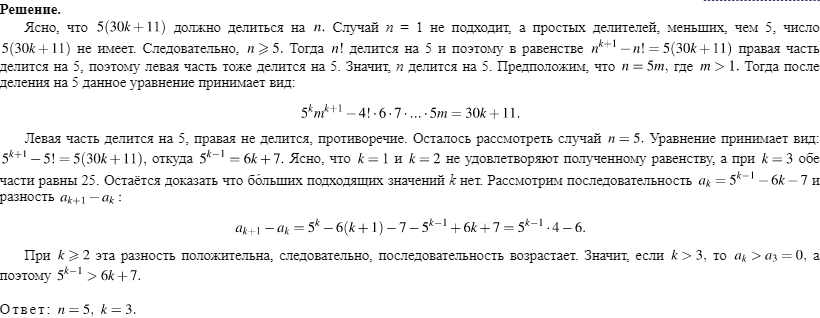 Решение.
Ясно, что 5(30k+11) должно делиться на n. Случай n = 1 не подходит, а простых делителей, меньших, чем 5, число
5(30k+11) не имеет. Следовательно, n ⩾ 5. Тогда n! делится на 5 и поэтому в равенстве n^{k+1} − n! = 5(30k+11) правая часть
делится на 5, поэтому левая часть тоже делится на 5. Значит, n делится на 5. Предположим, что n = 5m, где m > 1. Тогда после
деления на 5 данное уравнение принимает вид:
5^k m^{k+1} − 4! · 6 · 7 · ... · 5m = 30k + 11.
Левая часть делится на 5, правая не делится, противоречие. Осталось рассмотреть случай n = 5. Уравнение принимает вид:
5^{k+1} − 5! = 5(30k+11), откуда 5^{k−1} = 6k + 7. Ясно, что k = 1 и k = 2 не удовлетворяют полученному равенству, а при k = 3 обе
части равны 25. Остаётся доказать что бо́льших подходящих значений k нет. Рассмотрим последовательность a_k = 5^{k−1} − 6k − 7 и
разность a_{k+1} − a_k :
a_{k+1} − a_k = 5^k − 6(k+1) − 7 − 5^{k−1} + 6k + 7 = 5^{k−1} · 4 − 6.
При k ⩾ 2 эта разность положительна, следовательно, последовательность возрастает. Значит, если k > 3, то a_k > a_3 = 0, а
поэтому 5^{k−1} > 6k + 7.
Ответ: n = 5, k = 3.